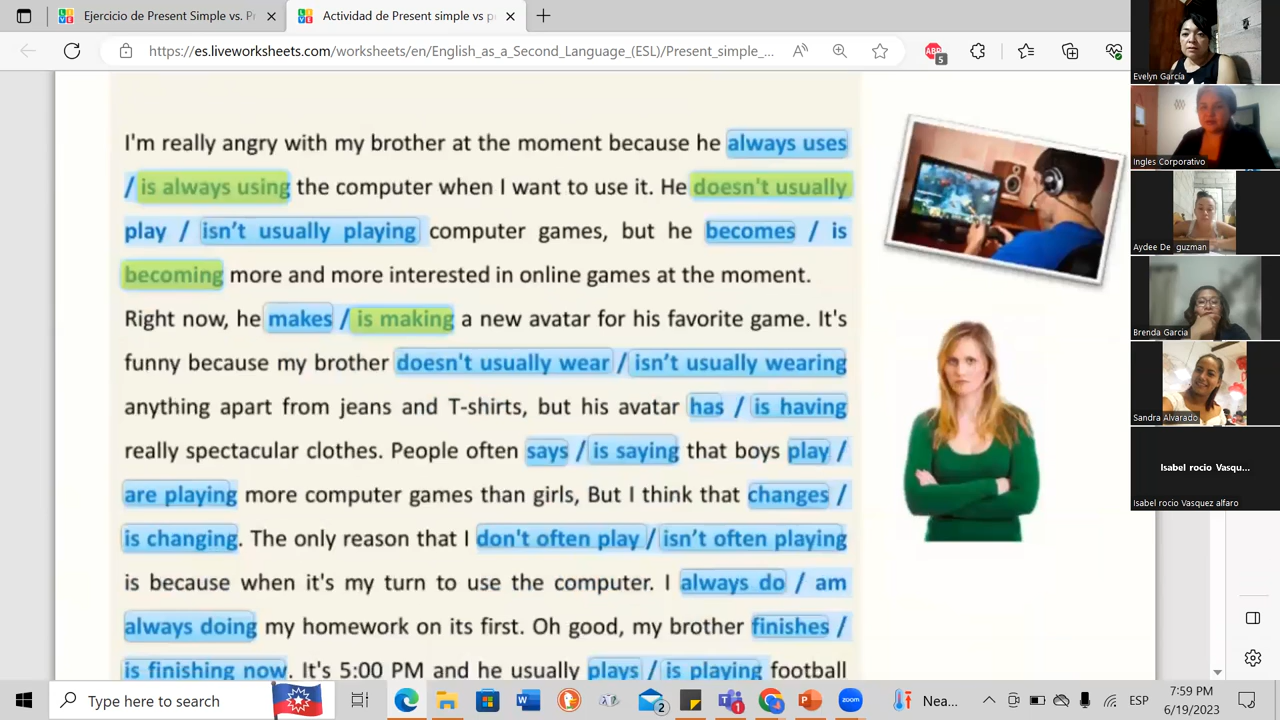 Ejercicio de Present Simple vs. Pr
Actividad de Present simple vs p
https://es.liveworksheets.com/worksheets/en/English_as_a_Second_Language_(ESL)/Present_simple_...
5
I'm really angry with my brother at the moment because he always uses
/ is always using the computer when I want to use it. He doesn't usually
play / isn’t usually playing computer games, but he becomes / is
becoming more and more interested in online games at the moment.
Right now, he makes / is making a new avatar for his favorite game. It's
funny because my brother doesn't usually wear / isn’t usually wearing
anything apart from jeans and T-shirts, but his avatar has / is having
really spectacular clothes. People often says / is saying that boys play /
are playing more computer games than girls, But I think that changes /
is changing. The only reason that I don't often play / isn’t often playing
is because when it's my turn to use the computer. I always do / am
always doing my homework on its first. Oh good, my brother finishes /
is finishing now. It's 5:00 PM and he usually plays / is playing football
Evelyn García
Ingles Corporativo
Aydee De guzman
Brenda Garcia
Sandra Alvarado
Isabel rocio Vasqu...
Isabel rocio Vasquez alfaro
Type here to search
2
1
zoom
Nea...
ESP
7:59 PM
6/19/2023